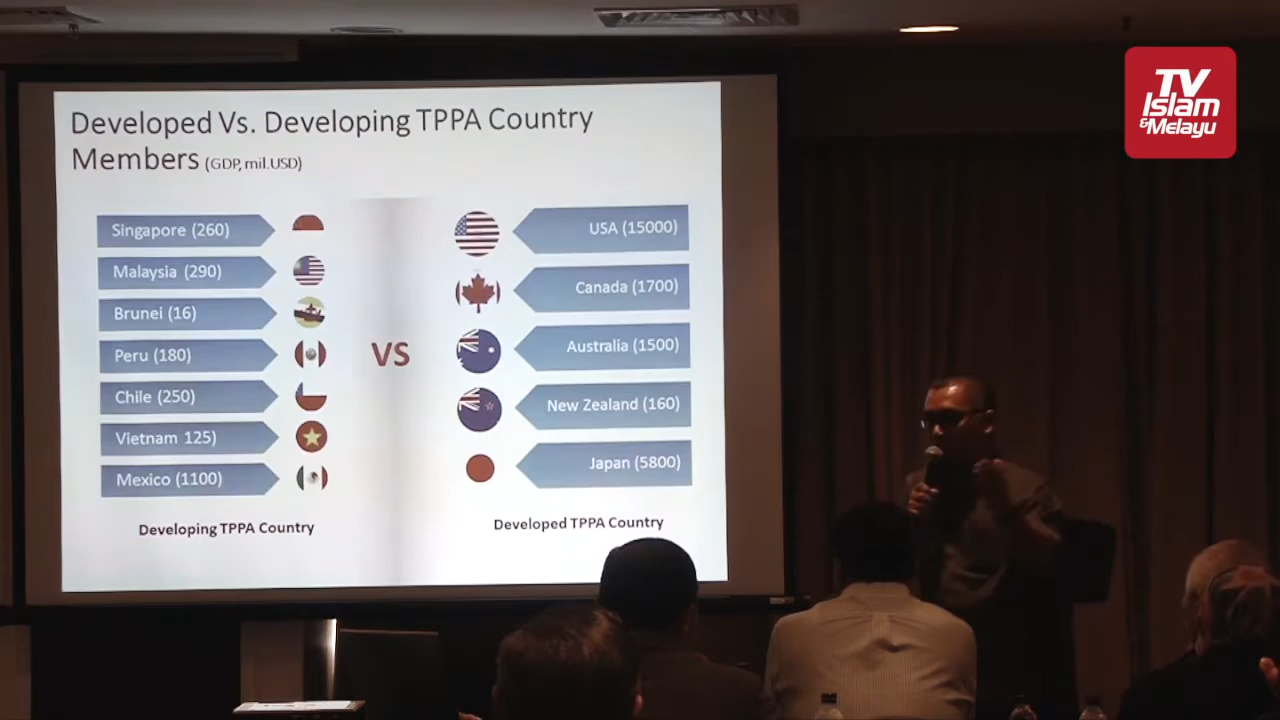 Developed Vs. Developing TPPA Country
Members (GDP, mil.USD)
Singapore (260)
Malaysia (290)
Brunei (16)
Peru (180)
Chile (250)
Vietnam 125)
Mexico (1100)
Developing TPPA Country
VS
USA (15000)
Canada (1700)
Australia (1500)
New Zealand (160)
Japan (5800)
Developed TPPA Country
TV
Islam
&Melayu